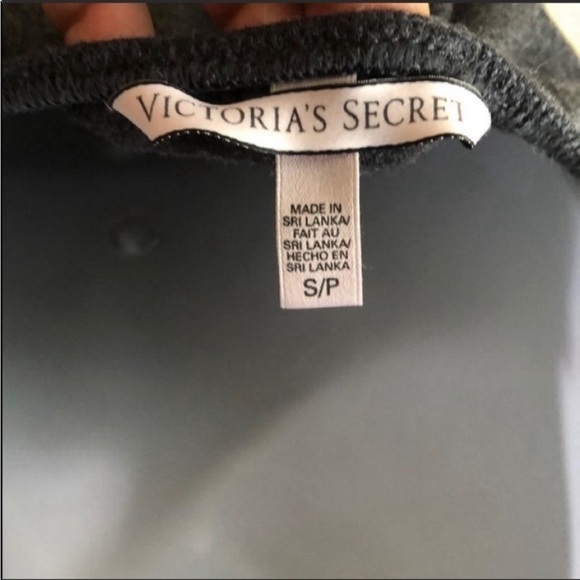 VICTORIA'S SECRET
MADE IN
SRI LANKA/
FAIT AU
SRI LANKA/
HECHO EN
SRI LANKA
S/P